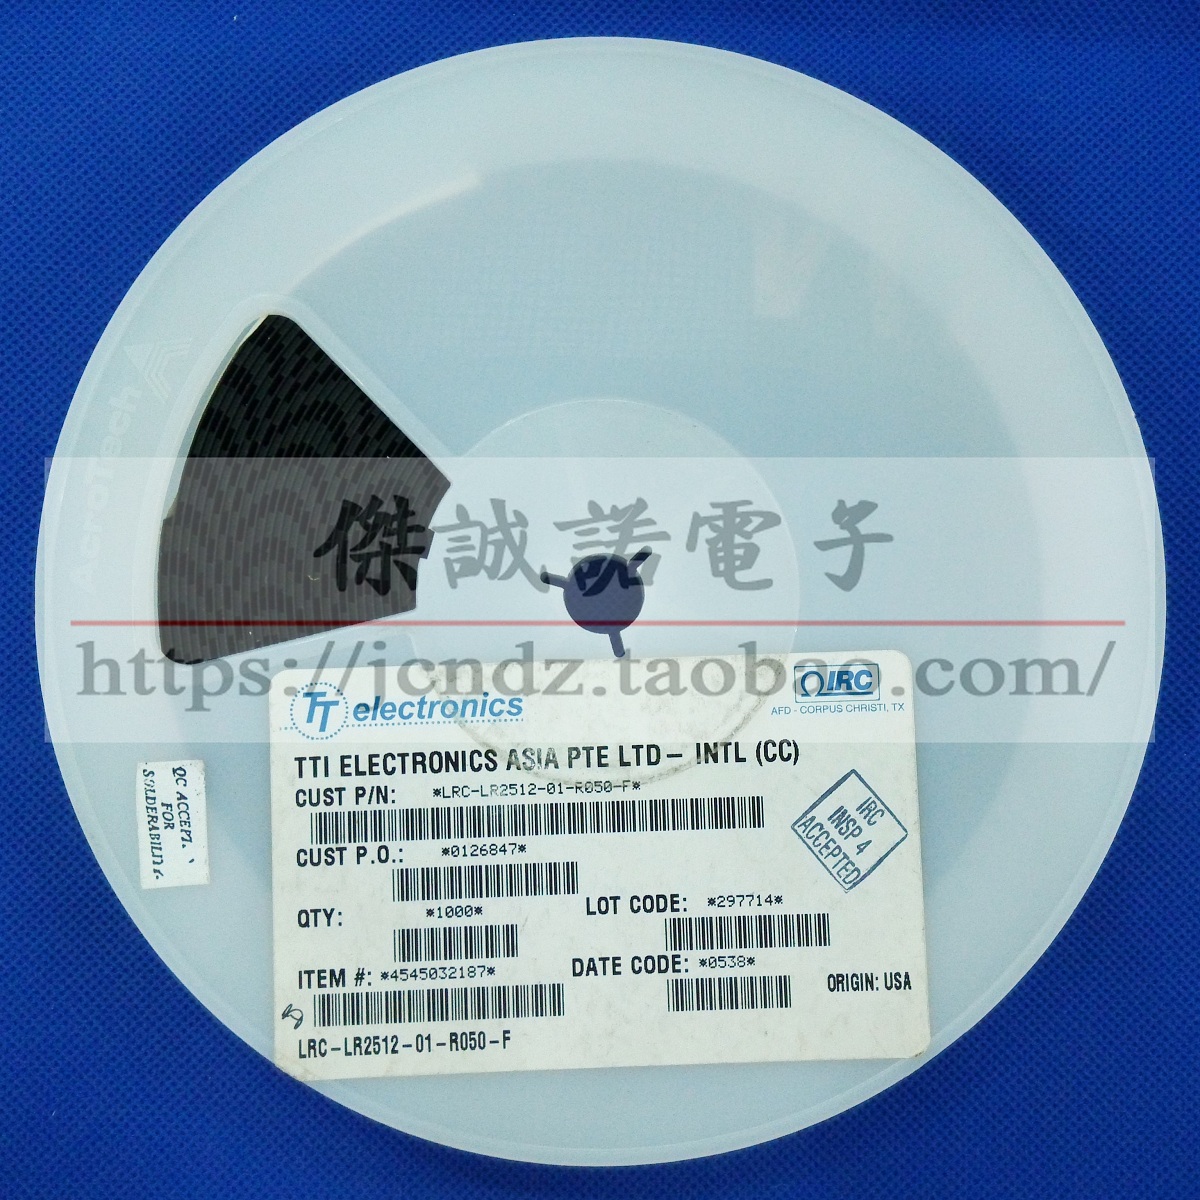 AsraTech
傑誠諾電子
https://jcndz.taobao.com/
TT electronics
IRC
AFD - CORPUS CHRISTI, TX
TTI ELECTRONICS ASIA PTE LTD - INTL (CC)
CUST P/N: *LRC-LR2512-01-R050-F*
CUST P.O.: *0126847*
QTY: *1000*
LOT CODE: *297714*
ITEM #: *4545032187*
DATE CODE: *0538*
ORIGIN: USA
LRC-LR2512-01-R050-F
IRC
INSP 4
ACCEPTED
QC ACCEPT.
FOR
SOLDERABILITY